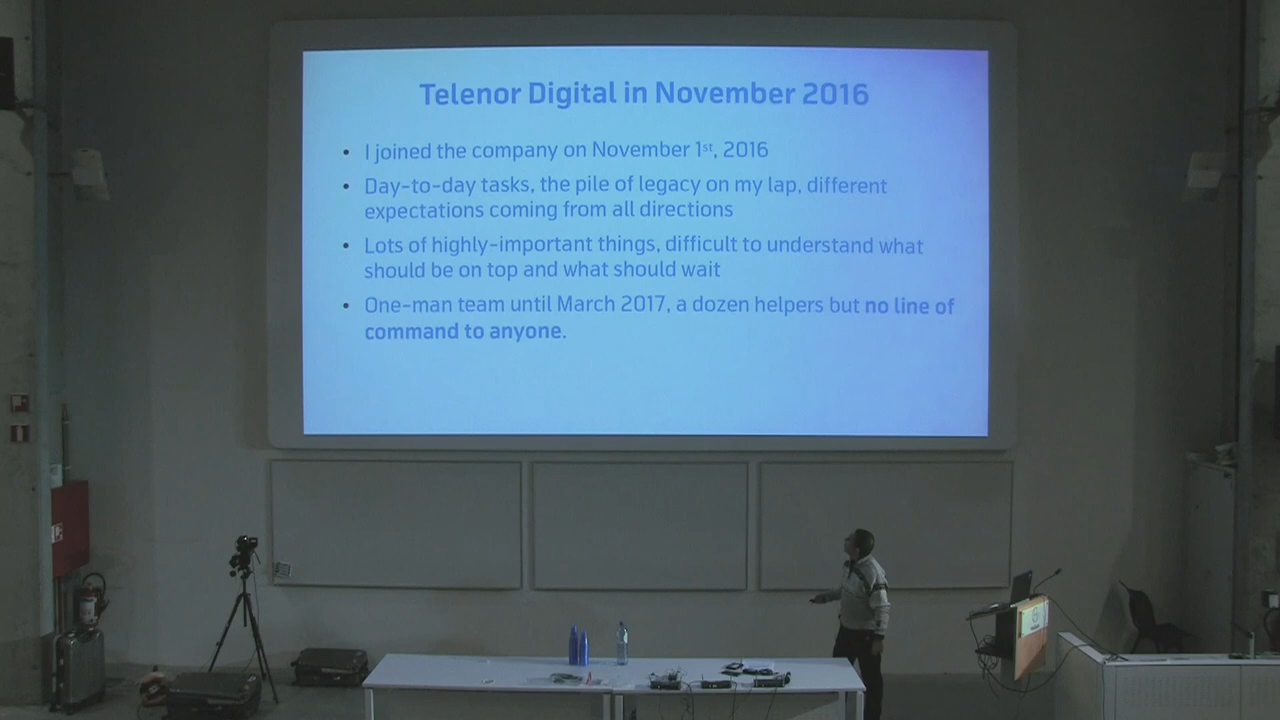 Telenor Digital in November 2016
• I joined the company on November 1st, 2016
• Day-to-day tasks, the pile of legacy on my lap, different
expectations coming from all directions
• Lots of highly-important things, difficult to understand what
should be on top and what should wait
• One-man team until March 2017, a dozen helpers but no line of
command to anyone.